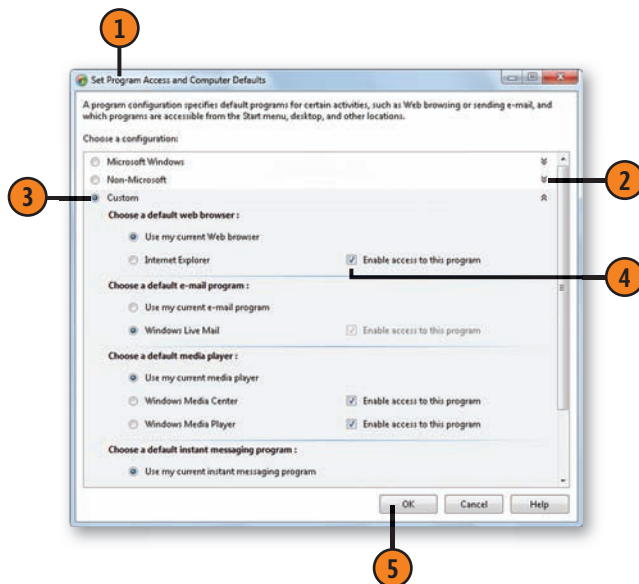 1
Set Program Access and Computer Defaults
A program configuration specifies default programs for certain activities, such as Web browsing or sending e-mail, and
which programs are accessible from the Start menu, desktop, and other locations.
Choose a configuration:
Microsoft Windows
Non-Microsoft
2
3
Custom
Choose a default web browser :
Use my current Web browser
Internet Explorer Enable access to this program
4
Choose a default e-mail program :
Use my current e-mail program
Windows Live Mail Enable access to this program
Choose a default media player :
Use my current media player
Windows Media Center Enable access to this program
Windows Media Player Enable access to this program
Choose a default instant messaging program :
Use my current instant messaging program
OK Cancel Help
5